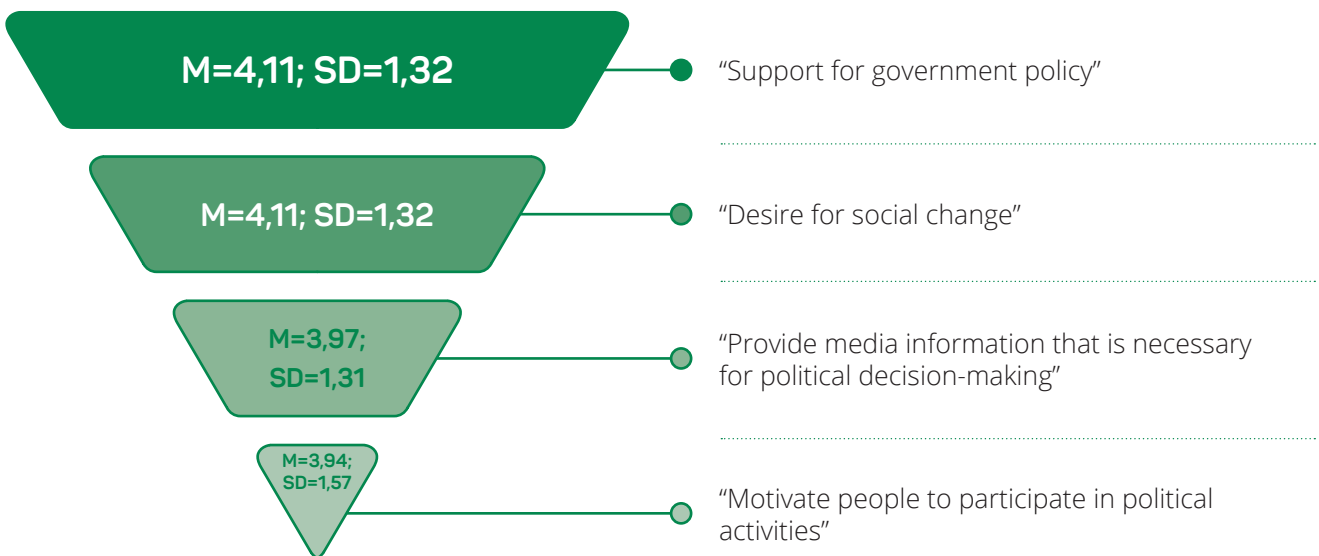 M=4,11; SD=1,32
“Support for government policy”
M=4,11; SD=1,32
“Desire for social change”
M=3,97;
SD=1,31
“Provide media information that is necessary
for political decision-making”
M=3,94;
SD=1,57
“Motivate people to participate in political
activities”